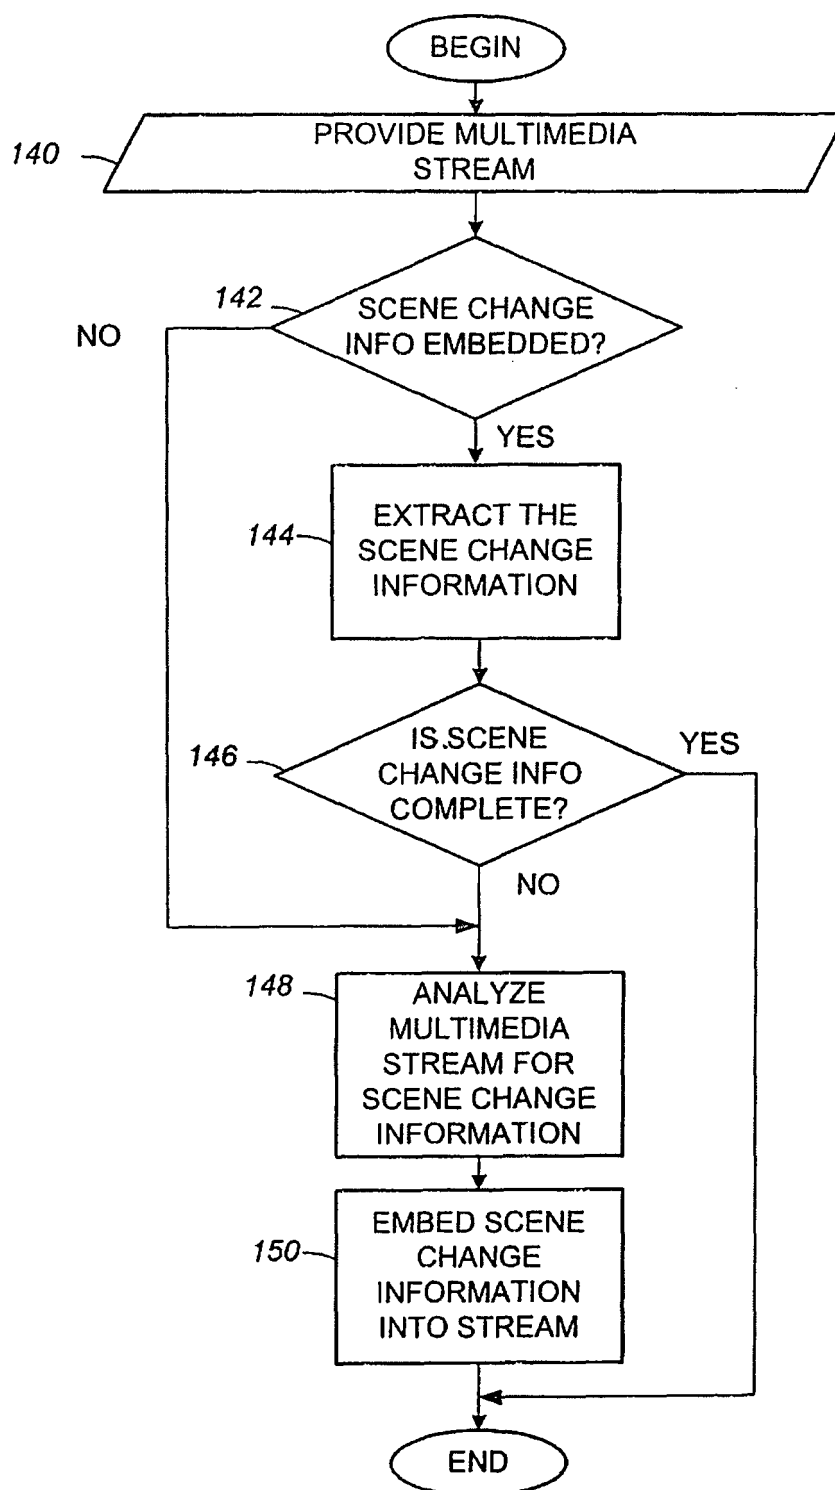 BEGIN
140
PROVIDE MULTIMEDIA
STREAM
142
SCENE CHANGE
INFO EMBEDDED?
NO
YES
144
EXTRACT THE
SCENE CHANGE
INFORMATION
146
IS.SCENE
CHANGE INFO
COMPLETE?
YES
NO
148
ANALYZE
MULTIMEDIA
STREAM FOR
SCENE CHANGE
INFORMATION
150
EMBED SCENE
CHANGE
INFORMATION
INTO STREAM
END